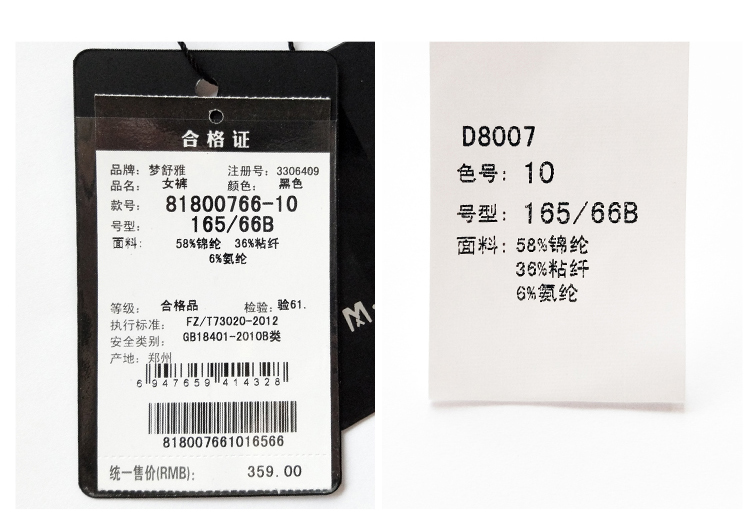 合格证
品牌：梦舒雅 注册号：3306409
品名：女裤 颜色：黑色
款号：81800766-10
号型：165/66B
面料：58%锦纶 36%粘纤
6%氨纶
等级：合格品 检验：验61.
执行标准：FZ/T73020-2012
安全类别：GB18401-2010B类
产地：郑州
6 947659 414328
818007661016566
统一售价(RMB)：359.00
M
D8007
色号：10
号型：165/66B
面料：58%锦纶
36%粘纤
6%氨纶